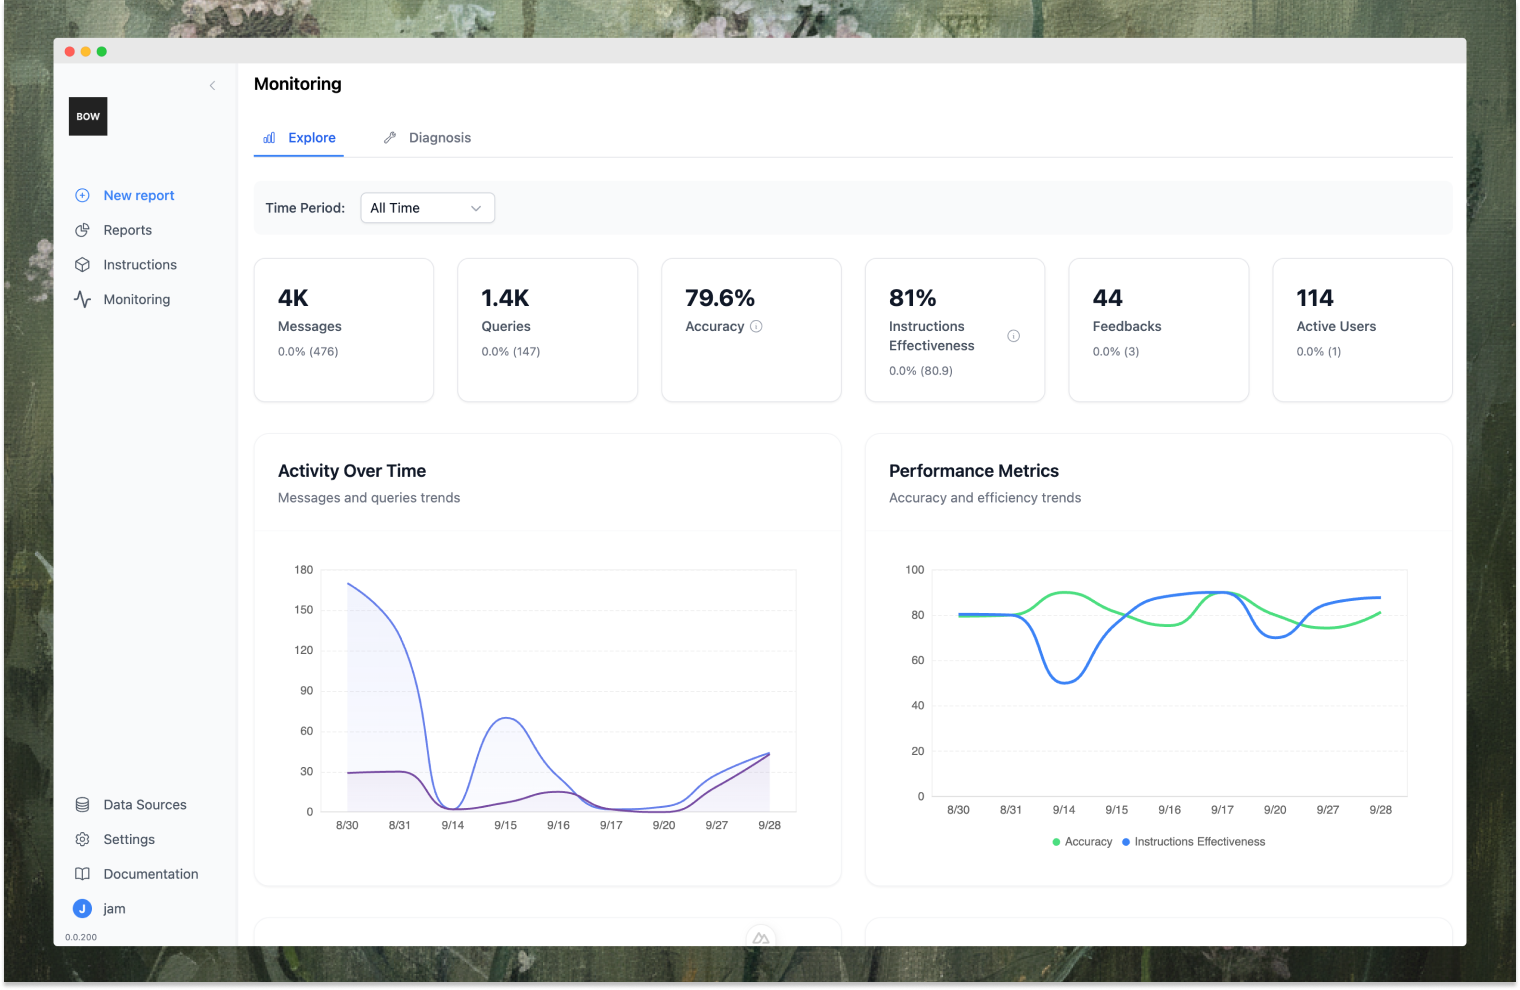 BOW
New report
Reports
Instructions
Monitoring
Data Sources
Settings
Documentation
J
jam
0.0.200
Monitoring
Explore
Diagnosis
Time Period:
All Time
4K
Messages
0.0% (476)
1.4K
Queries
0.0% (147)
79.6%
Accuracy
81%
Instructions
Effectiveness
0.0% (80.9)
44
Feedbacks
0.0% (3)
114
Active Users
0.0% (1)
Activity Over Time
Messages and queries trends
180
150
120
90
60
30
0
8/30 8/31 9/14 9/15 9/16 9/17 9/20 9/27 9/28
Performance Metrics
Accuracy and efficiency trends
100
80
60
40
20
0
8/30 8/31 9/14 9/15 9/16 9/17 9/20 9/27 9/28
Accuracy Instructions Effectiveness